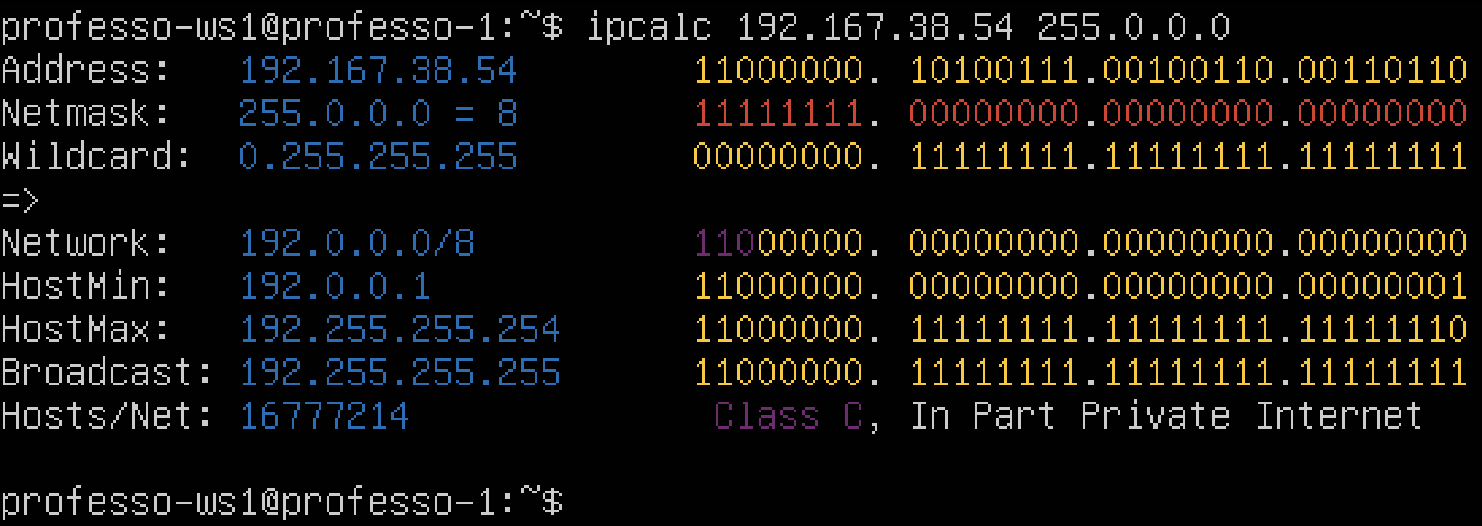 professo-ws1@professo-1:~$ ipcalc 192.167.38.54 255.0.0.0
Address:   192.167.38.54         11000000. 10100111.00100110.00110110
Netmask:   255.0.0.0 = 8         11111111. 00000000.00000000.00000000
Wildcard:  0.255.255.255         00000000. 11111111.11111111.11111111
=>
Network:   192.0.0.0/8           11000000. 00000000.00000000.00000000
HostMin:   192.0.0.1             11000000. 00000000.00000000.00000001
HostMax:   192.255.255.254       11000000. 11111111.11111111.11111110
Broadcast: 192.255.255.255       11000000. 11111111.11111111.11111111
Hosts/Net: 16777214               Class C, In Part Private Internet
professo-ws1@professo-1:~$